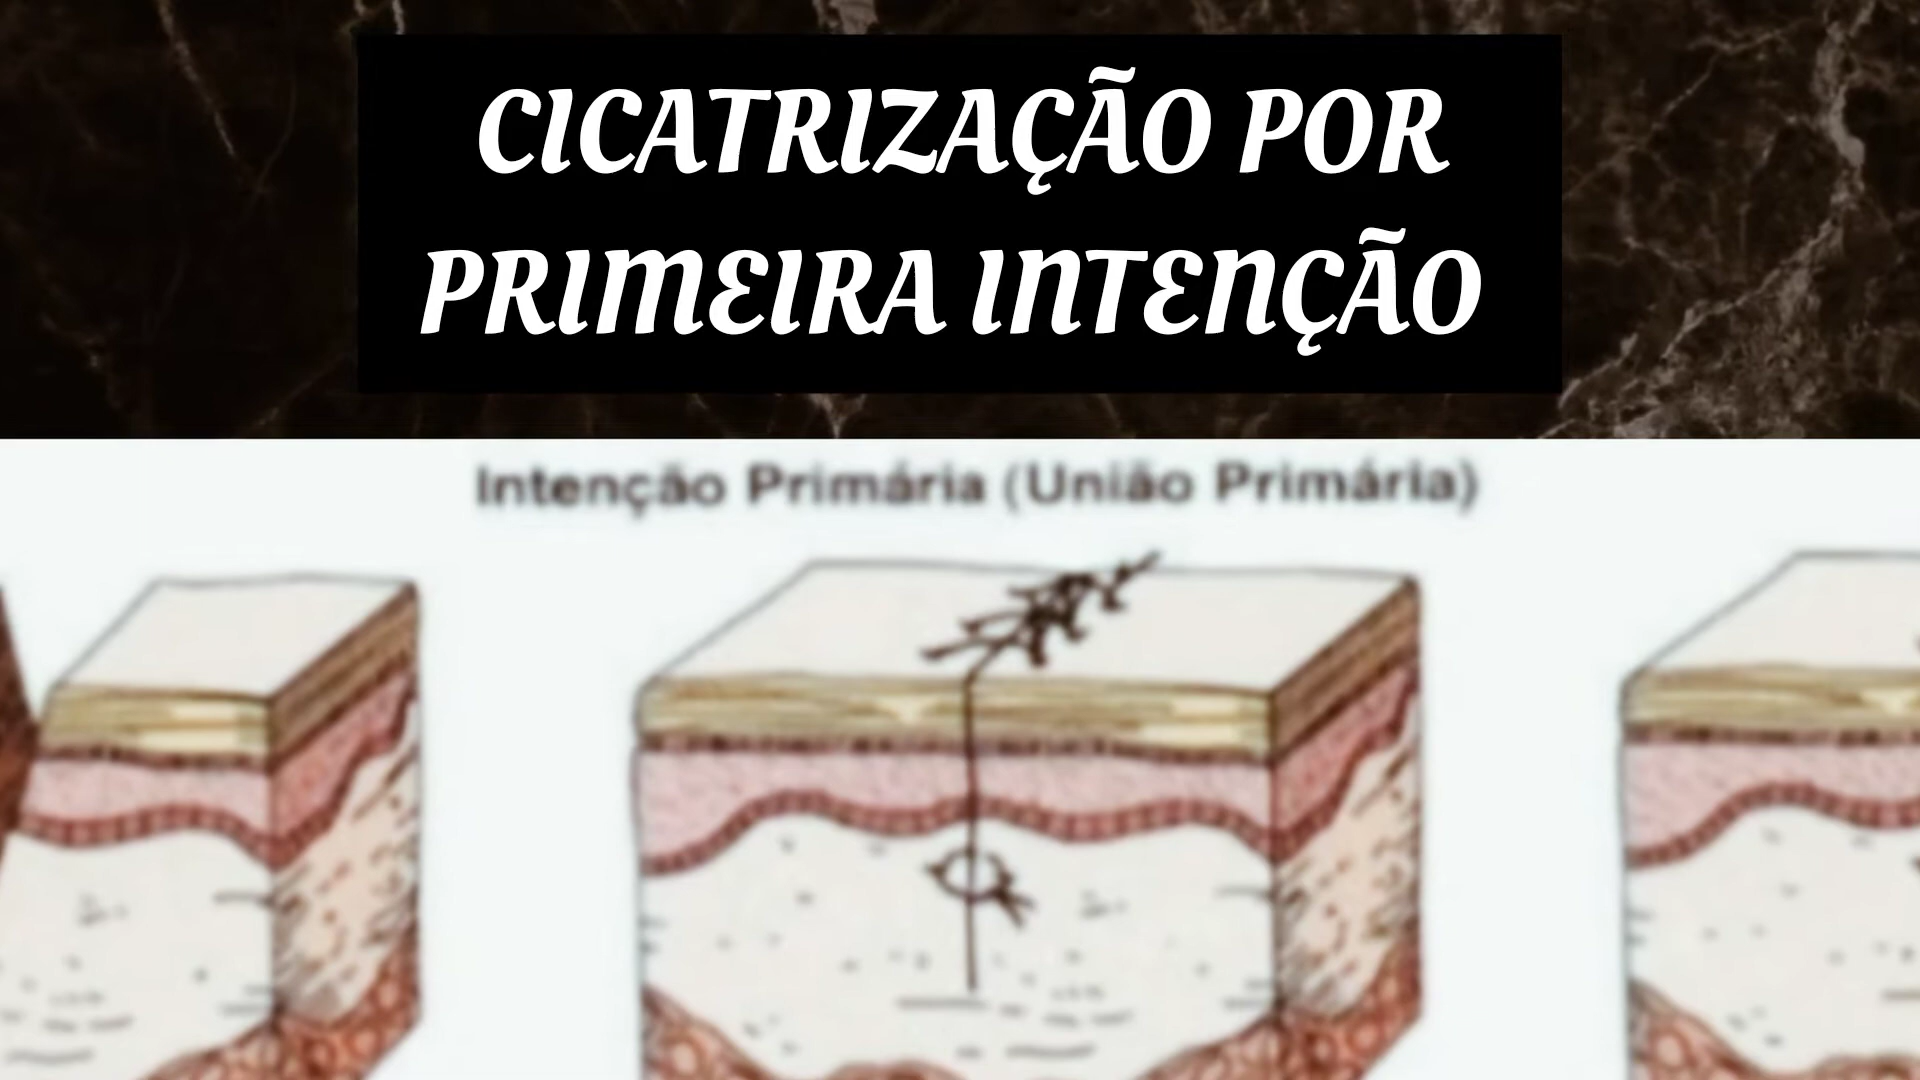 CICATRIZAÇÃO POR
PRIMEIRA INTENÇÃO
Intenção Primária (União Primária)